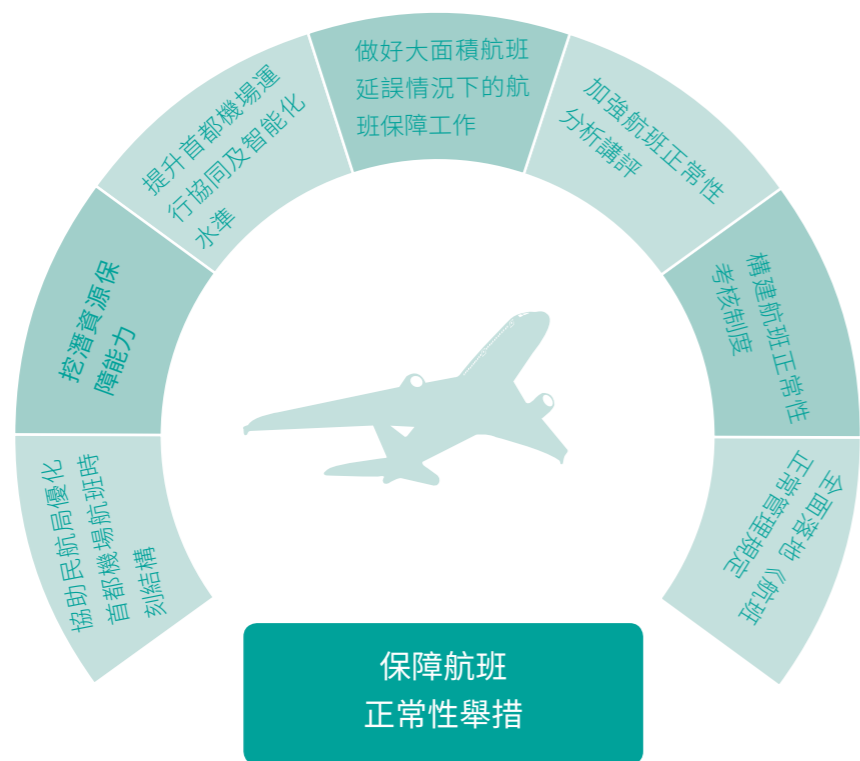 協助民航局優化
首都機場航班時
刻結構
挖潛資源保
障能力
提升首都機場運
行協同及智能化
水準
做好大面積航班
延誤情況下的航
班保障工作
加強航班正常性
分析講評
構建航班正常性
考核制度
全面落地《航班
正常管理規定
保障航班
正常性舉措